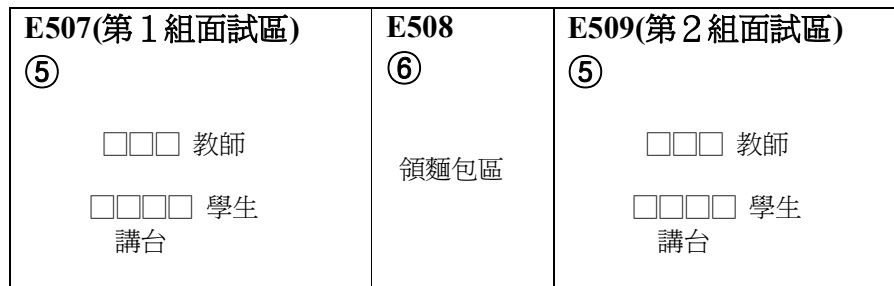 E507(第１組面試區)
⑤
□□□ 教師
□□□□ 學生
講台
E508
⑥
領麵包區
E509(第２組面試區)
⑤
□□□ 教師
□□□□ 學生
講台